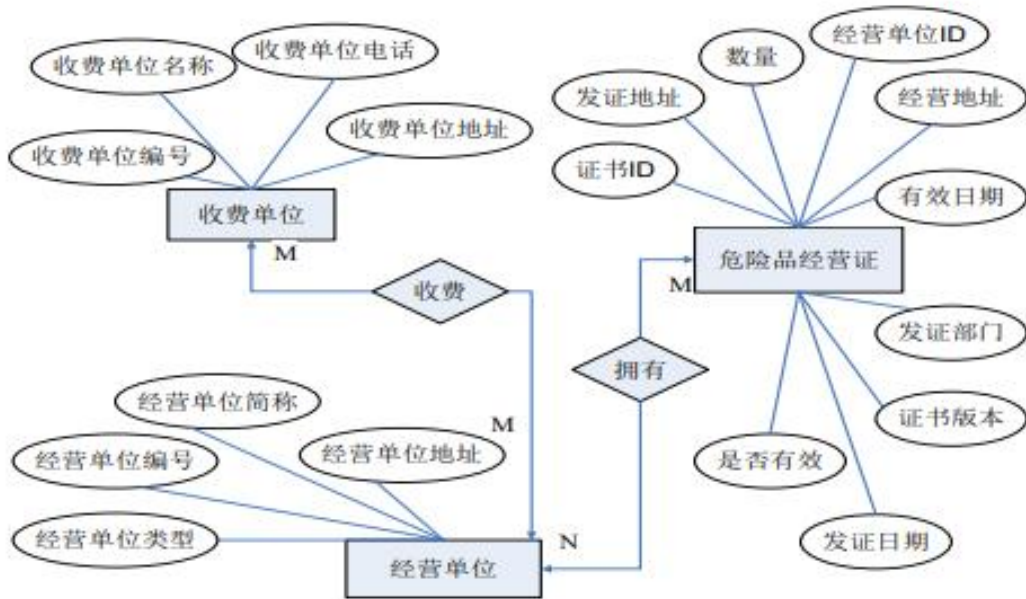 收费单位名称
收费单位电话
收费单位编号
收费单位地址
收费单位
M
收费
M
经营单位简称
经营单位编号
经营单位地址
经营单位类型
经营单位
N
数量
经营单位ID
发证地址
经营地址
证书ID
有效日期
危险品经营证
M
拥有
发证部门
证书版本
是否有效
发证日期